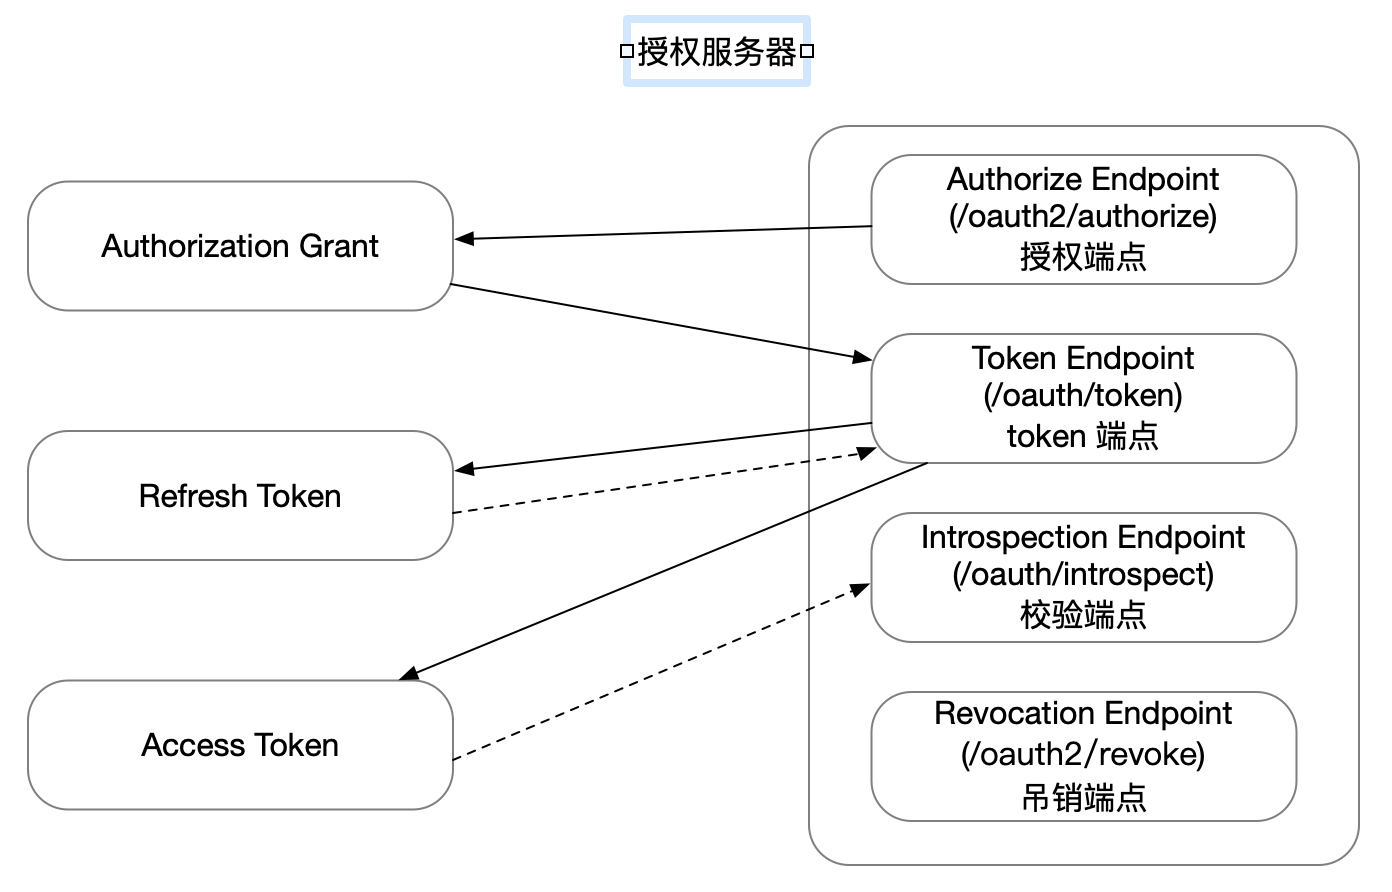 授权服务器
Authorization Grant
Refresh Token
Access Token
Authorize Endpoint
(/oauth2/authorize)
授权端点
Token Endpoint
(/oauth/token)
token 端点
Introspection Endpoint
(/oauth/introspect)
校验端点
Revocation Endpoint
(/oauth2/revoke)
吊销端点